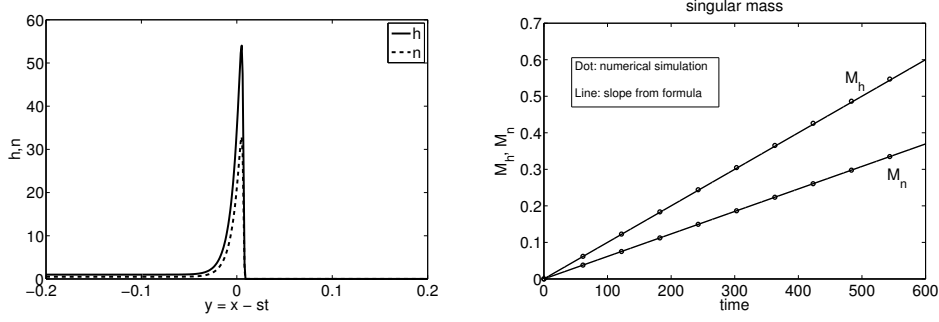 60
50
40
30
20
10
0
−0.2
−0.1
0
0.1
0.2
h,n
y = x − st
h
n
singular mass
0.7
0.6
0.5
0.4
0.3
0.2
0.1
0
0
100
200
300
400
500
600
M_h, M_n
time
Dot: numerical simulation
Line: slope from formula
M_h
M_n